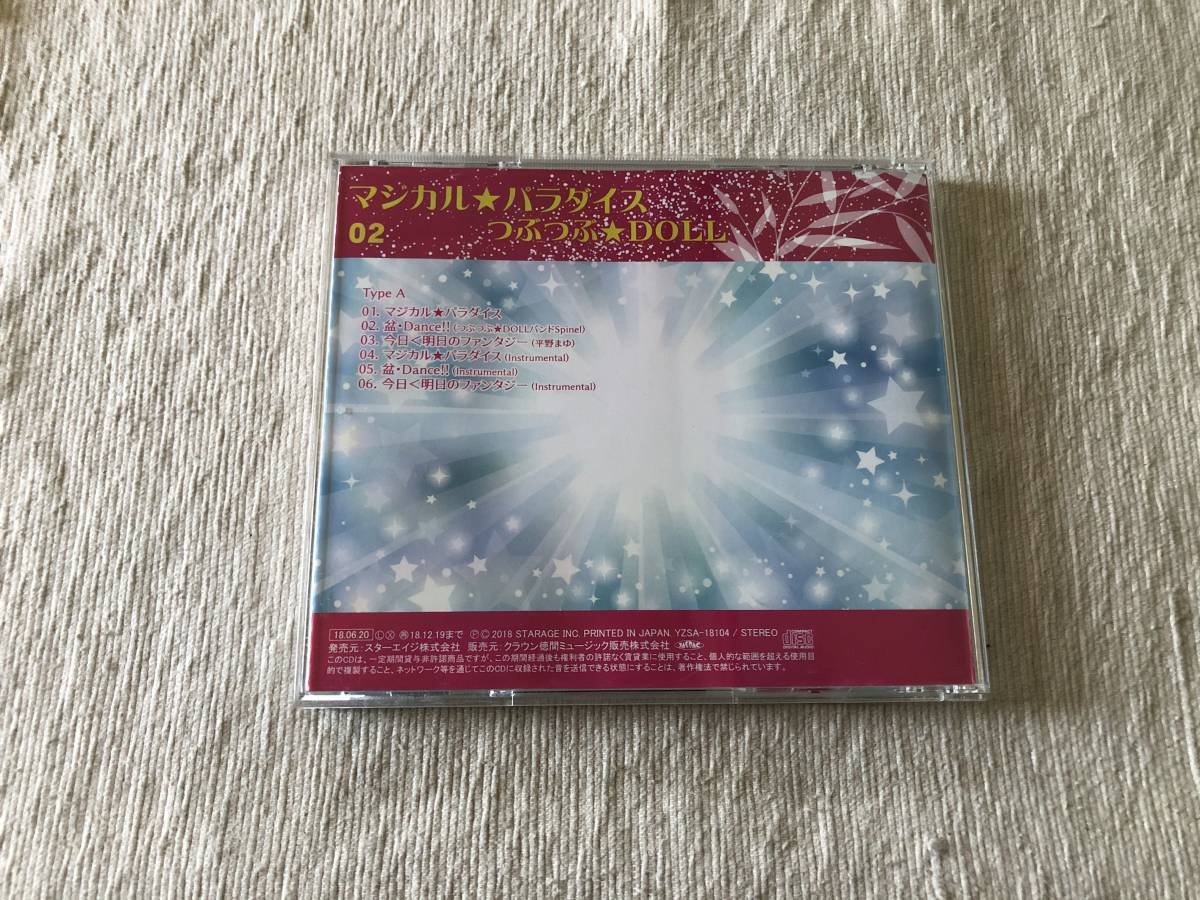 マジカル★パラダイス
02 つぶつぶ★DOLL
Type A
01. マジカル★パラダイス
02. 盆・Dance!! (つぶつぶ★DOLLバンドSpinel)
03. 今日く明日のファンタジー (平野まゆ)
04. マジカル★パラダイス (Instrumental)
05. 盆・Dance!! (Instrumental)
06. 今日く明日のファンタジー (Instrumental)
18.06.20 Ⓛ Ⓧ ㊢18.12.19まで ⓅⒸ 2018 STARAGE INC. PRINTED IN JAPAN. YZSA-18104 / STEREO
発売元：スターエイジ株式会社 販売元：クラウン徳間ミュージック販売株式会社
このCDは、一定期間貸与非許諾商品ですが、この期間経過後も権利者の許諾なく賃貸業に使用すること、個人的な範囲を超える使用目
的で複製すること、ネットワーク等を通じてこのCDに収録された音を送信できる状態にすることは、著作権法で禁じられています。